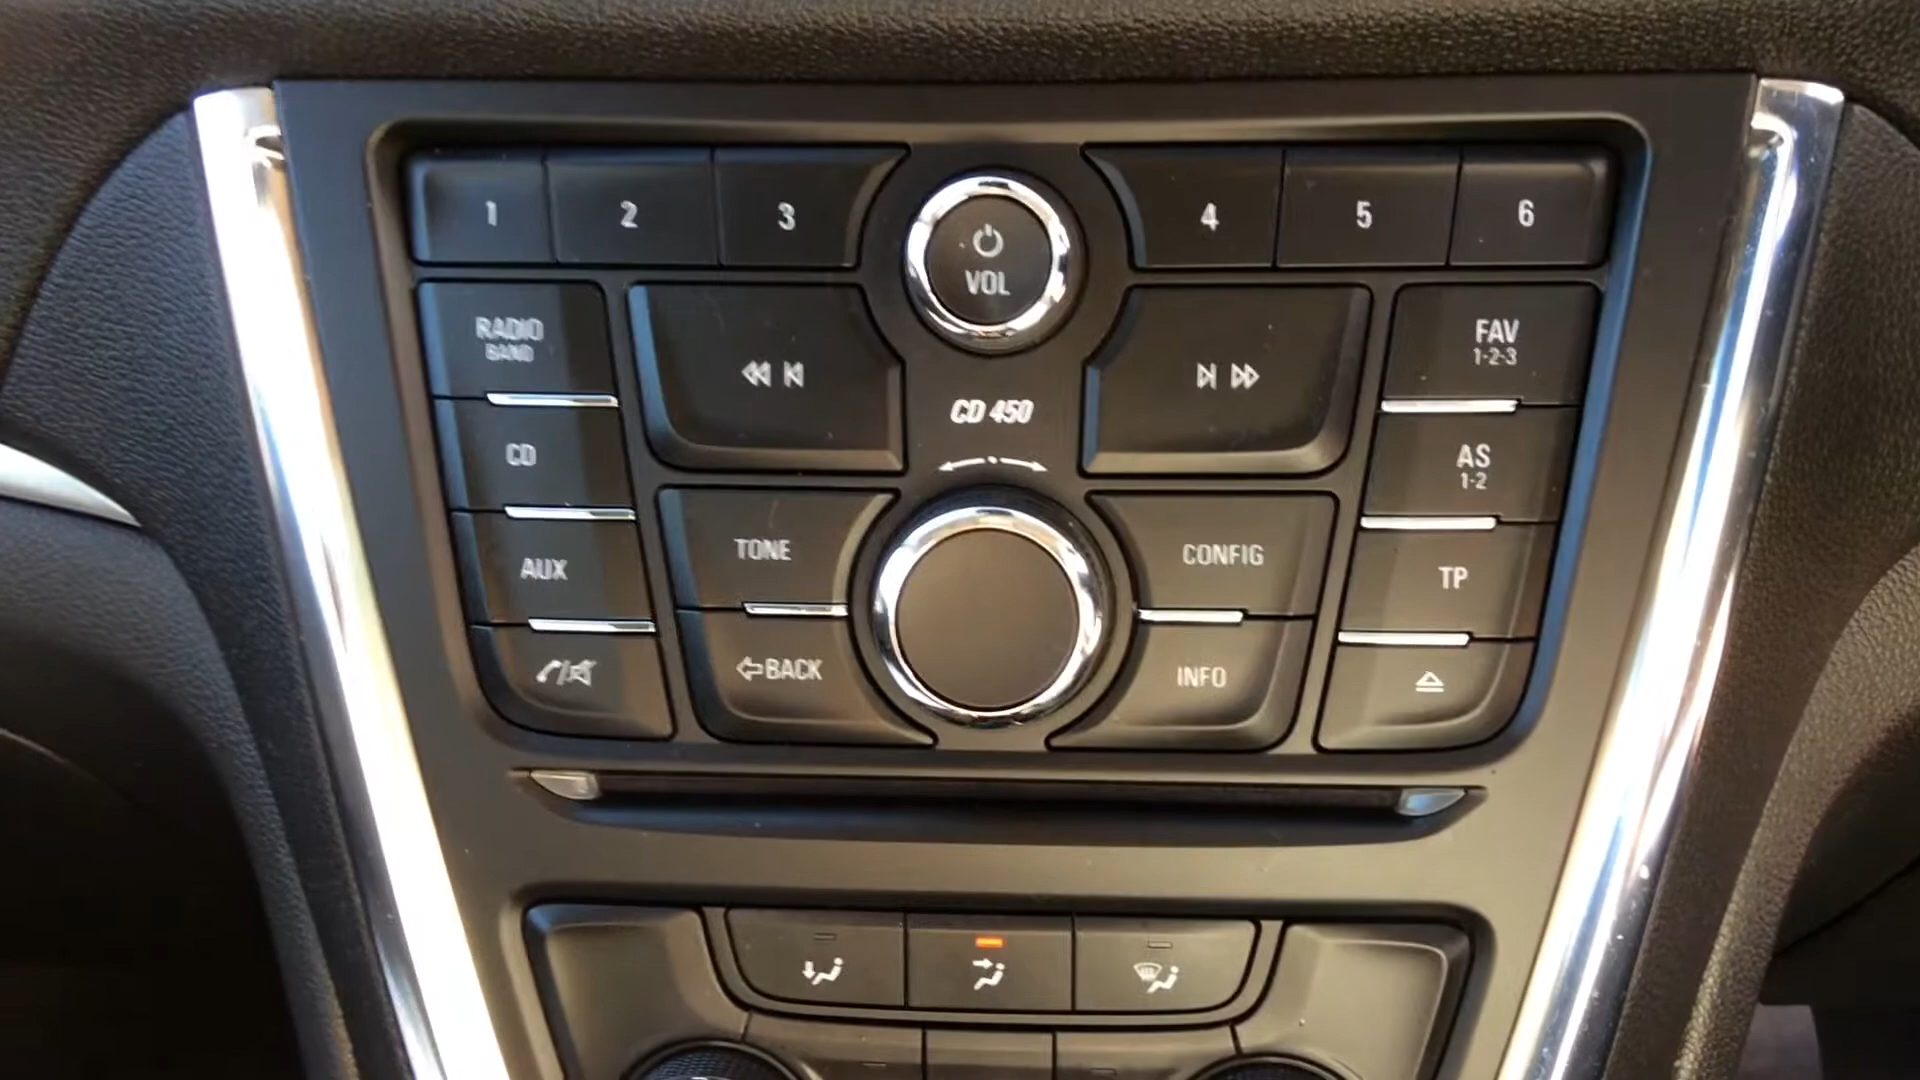 1 2 3 4 5 6
VOL
RADIO
BAND
FAV
1-2-3
CD 450
CD
AS
1-2
TONE
CONFIG
AUX
TP
BACK
INFO